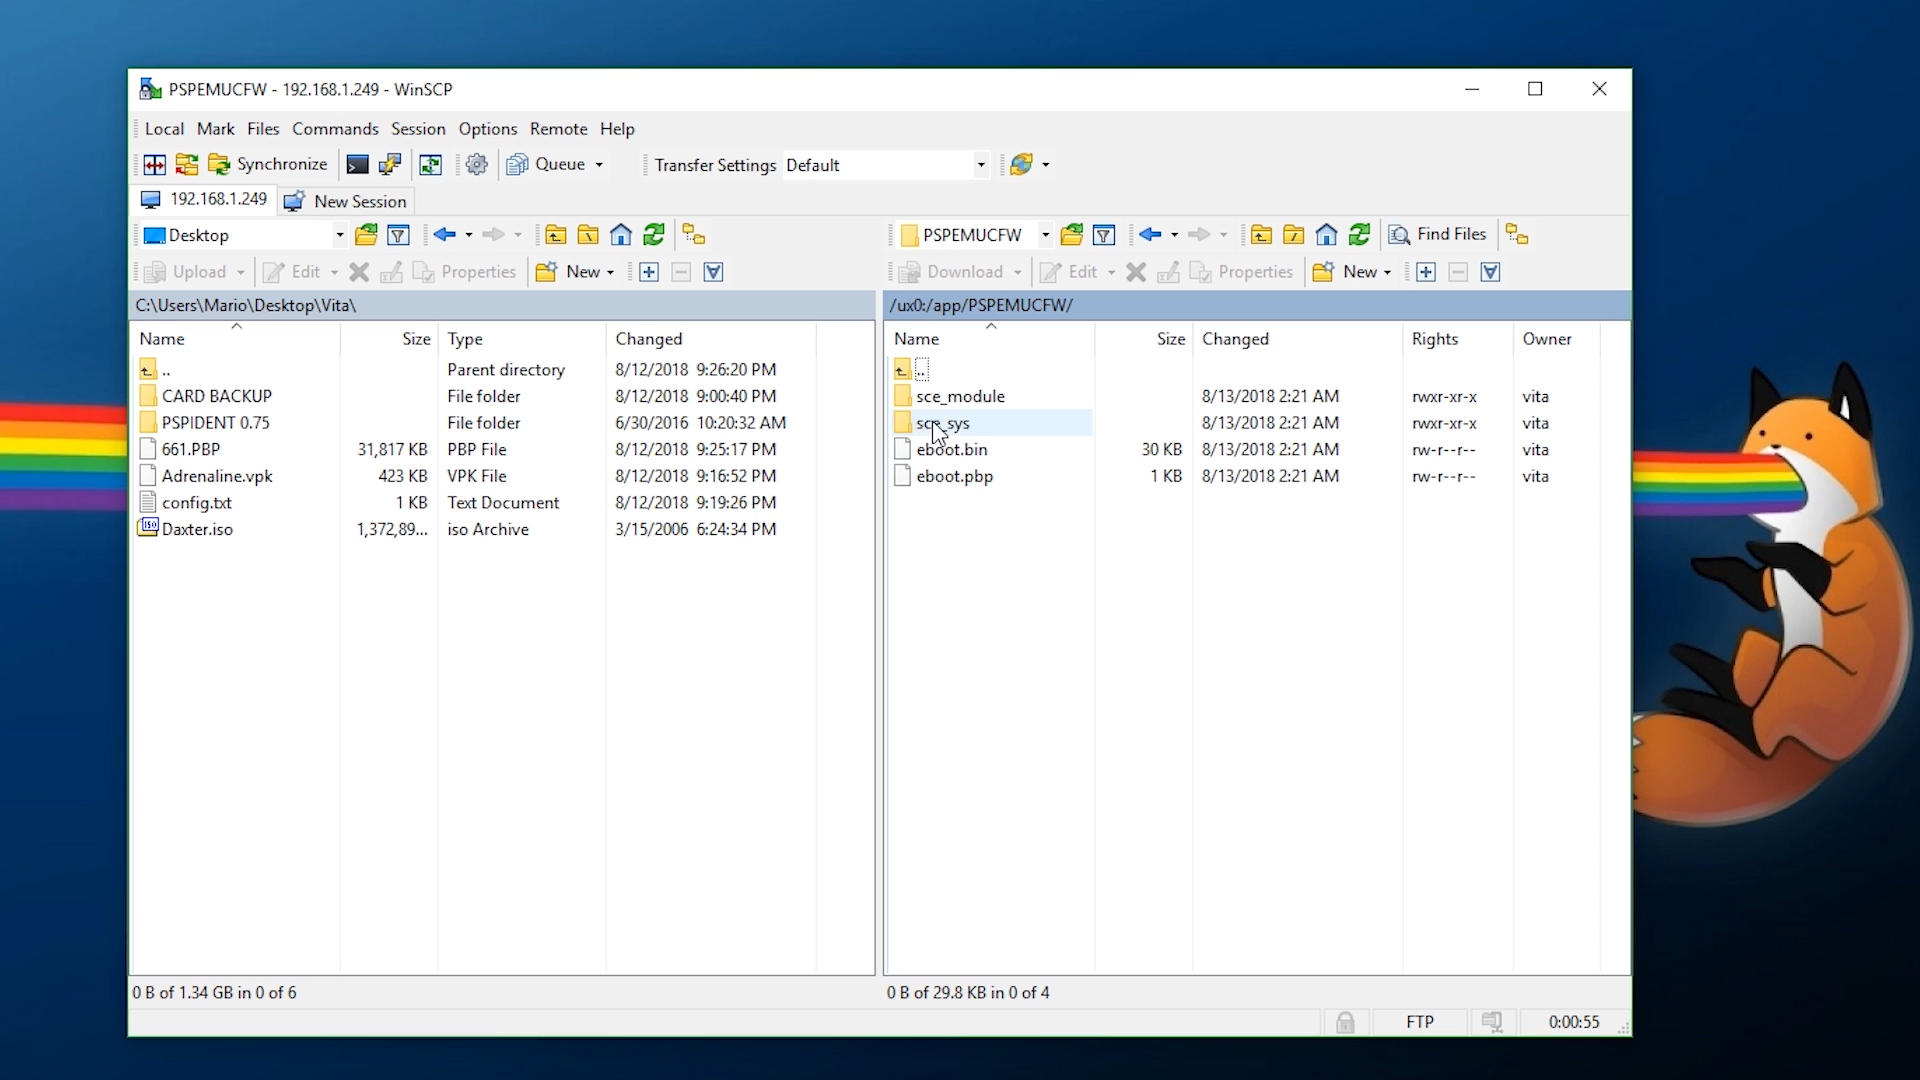 PSPEMUCFW - 192.168.1.249 - WinSCP
Local Mark Files Commands Session Options Remote Help
Synchronize Queue Transfer Settings Default
192.168.1.249 New Session
Desktop PSPEMUCFW Find Files
Upload Edit Properties New Download Edit Properties New
C:\Users\Mario\Desktop\Vita\ /ux0:/app/PSPEMUCFW/
Name Size Type Changed Name Size Changed Rights Owner
.. Parent directory 8/12/2018 9:26:20 PM ..
CARD BACKUP File folder 8/12/2018 9:00:40 PM sce_module 8/13/2018 2:21 AM rwxr-xr-x vita
PSPIDENT 0.75 File folder 6/30/2016 10:20:32 AM sce_sys 8/13/2018 2:21 AM rwxr-xr-x vita
661.PBP 31,817 KB PBP File 8/12/2018 9:25:17 PM eboot.bin 30 KB 8/13/2018 2:21 AM rw-r--r-- vita
Adrenaline.vpk 423 KB VPK File 8/12/2018 9:16:52 PM eboot.pbp 1 KB 8/13/2018 2:21 AM rw-r--r-- vita
config.txt 1 KB Text Document 8/12/2018 9:19:26 PM
ISO Daxter.iso 1,372,89... iso Archive 3/15/2006 6:24:34 PM
0 B of 1.34 GB in 0 of 6 0 B of 29.8 KB in 0 of 4
FTP 0:00:55